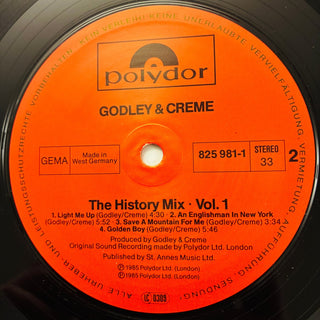 polydor
GODLEY & CREME
GEMA
Made in
West Germany
825 981-1
STEREO
33
2
The History Mix · Vol. 1
1. Light Me Up (Godley/Creme) 4:30 · 2. An Englishman In New York
(Godley/Creme) 5:52 · 3. Save A Mountain For Me (Godley/Creme) 3:34
4. Golden Boy (Godley/Creme) 5:45
Produced by Godley & Creme
Original Sound Recording made by Polydor Ltd. London
Published by St. Annes Music Ltd.
℗ 1985 Polydor Ltd. (London)
© 1985 Polydor Ltd. (London)
LC 0309
ALLE URHEBER- UND LEISTUNGSSCHUTZRECHTE VORBEHALTEN · KEIN VERLEIH! KEINE UNERLAUBTE VERVIELFÄLTIGUNG, VERMIETUNG, AUFFÜHRUNG, SENDUNG!